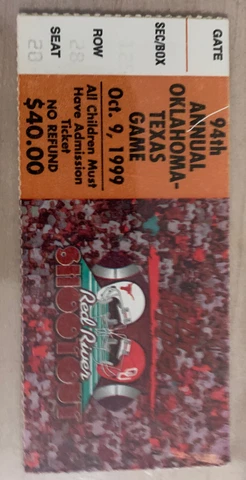 GATE
SEC/BOX
ROW
28
SEAT
20
94th
ANNUAL
OKLAHOMA-
TEXAS
GAME
Oct. 9, 1999
All Children Must
Have Admission
Ticket
NO REFUND
$40.00
Red River
SHOOTOUT